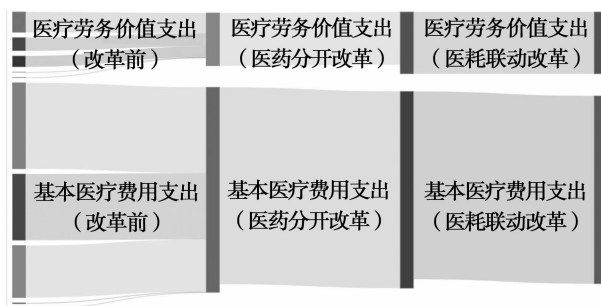 医疗劳务价值支出
（改革前）
医疗劳务价值支出
（医药分开改革）
医疗劳务价值支出
（医耗联动改革）
基本医疗费用支出
（改革前）
基本医疗费用支出
（医药分开改革）
基本医疗费用支出
（医耗联动改革）